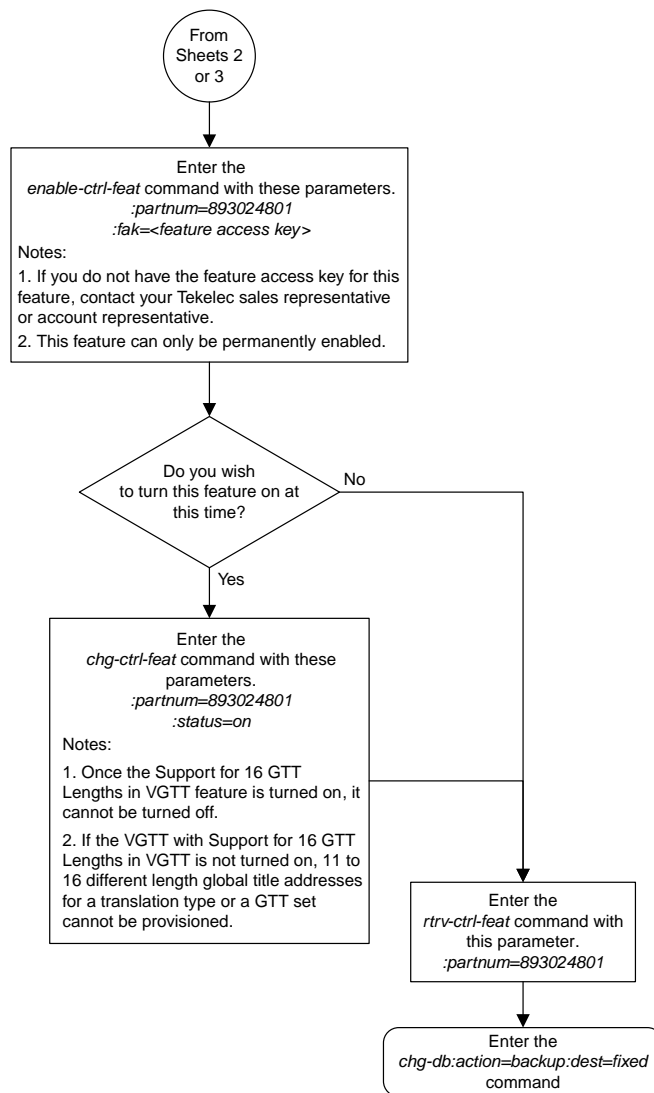 From
Sheets 2
or 3
Enter the
enable-ctrl-feat command with these parameters.
:partnum=893024801
:fak=<feature access key>
Notes:
1. If you do not have the feature access key for this
feature, contact your Tekelec sales representative
or account representative.
2. This feature can only be permanently enabled.
Do you wish
to turn this feature on at
this time?
No
Yes
Enter the
chg-ctrl-feat command with these
parameters.
:partnum=893024801
:status=on
Notes:
1. Once the Support for 16 GTT
Lengths in VGTT feature is turned on, it
cannot be turned off.
2. If the VGTT with Support for 16 GTT
Lengths in VGTT is not turned on, 11 to
16 different length global title addresses
for a translation type or a GTT set
cannot be provisioned.
Enter the
rtrv-ctrl-feat command with
this parameter.
:partnum=893024801
Enter the
chg-db:action=backup:dest=fixed
command